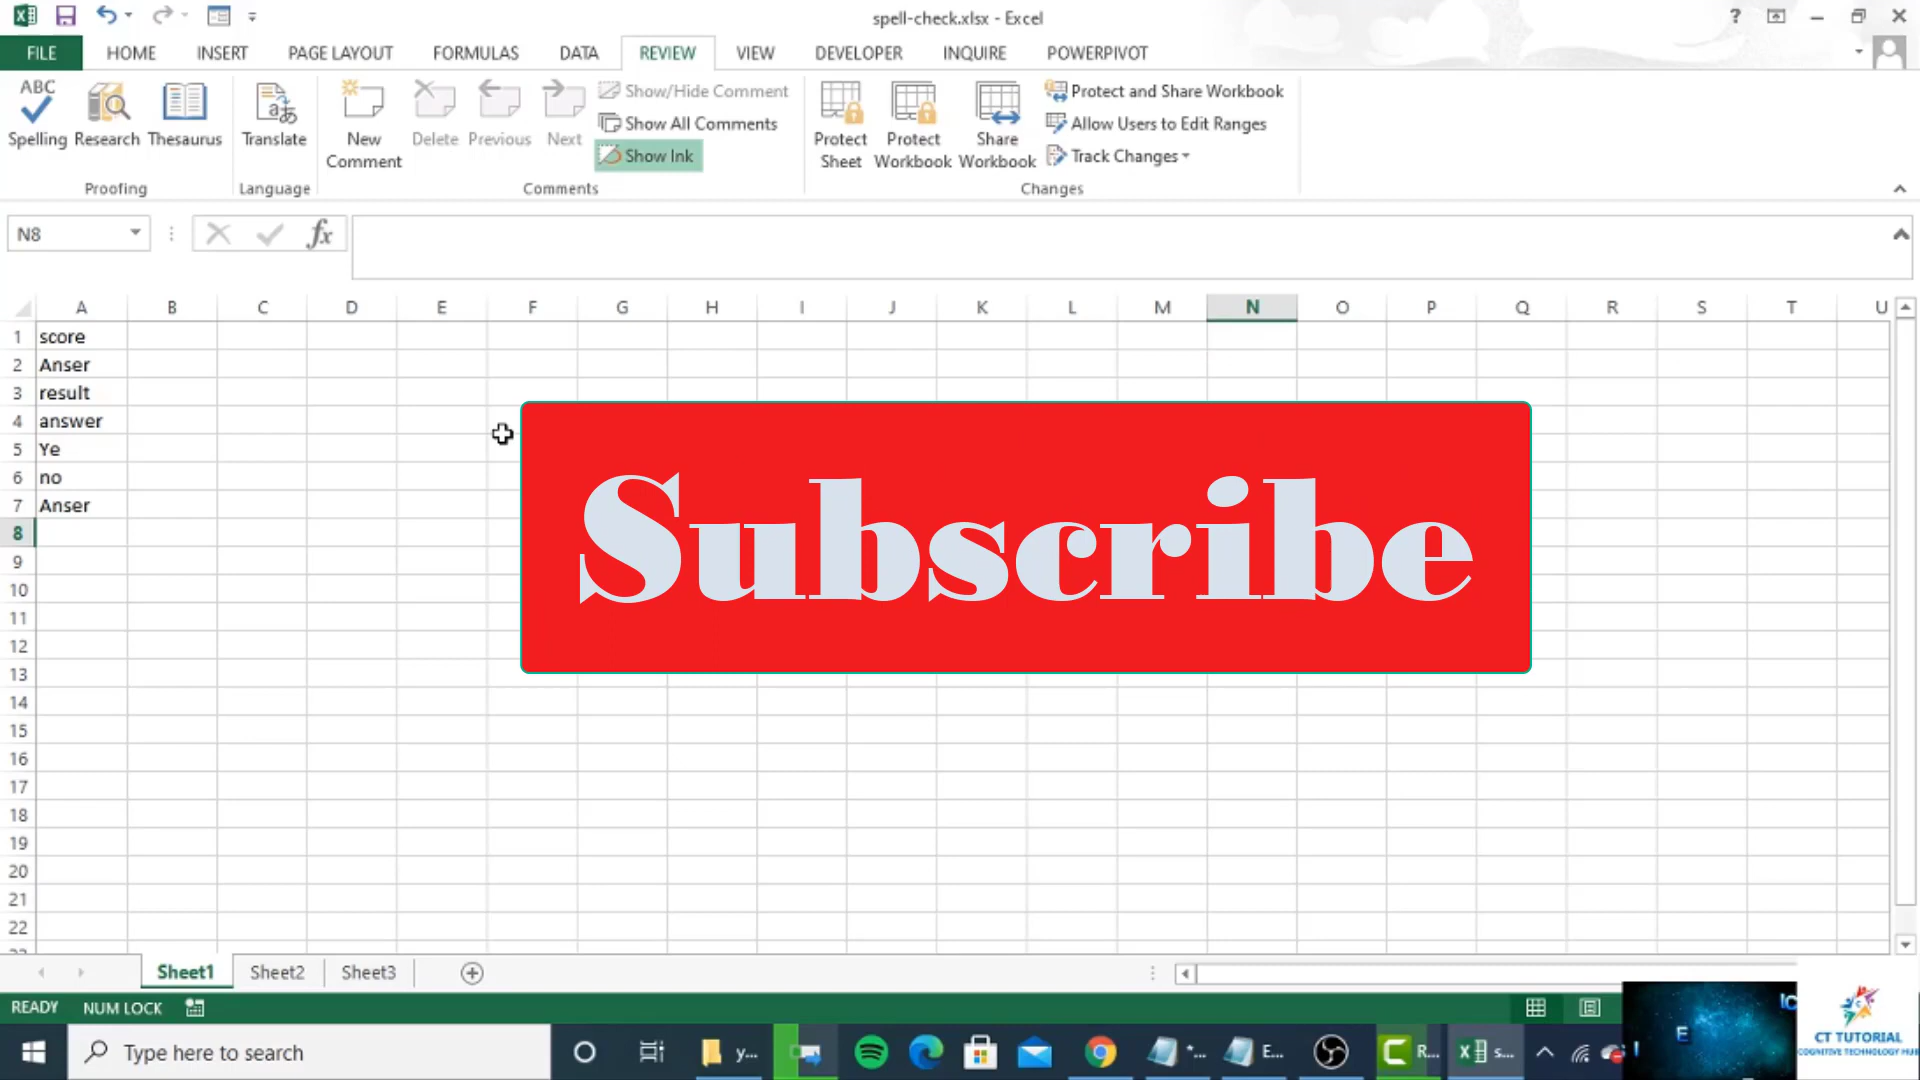 spell-check.xlsx - Excel
FILE HOME INSERT PAGE LAYOUT FORMULAS DATA REVIEW VIEW DEVELOPER INQUIRE POWERPIVOT
ABC
Spelling Research Thesaurus Translate New Comment Delete Previous Next Show/Hide Comment
Show All Comments
Show Ink
Protect Sheet Protect Workbook Share Workbook Protect and Share Workbook
Allow Users to Edit Ranges
Track Changes
Proofing Language Comments Changes
N8 fx
A B C D E F G H I J K L M N O P Q R S T U
1 score
2 Anser
3 result
4 answer
5 Ye
6 no
7 Anser
8
9
10
11
12
13
14
15
16
17
18
19
20
21
22
Subscribe
Sheet1 Sheet2 Sheet3
READY NUM LOCK
Type here to search
y...
*...
E...
R...
s...
E
CT TUTORIAL
COGNITIVE TECHNOLOGY HUB